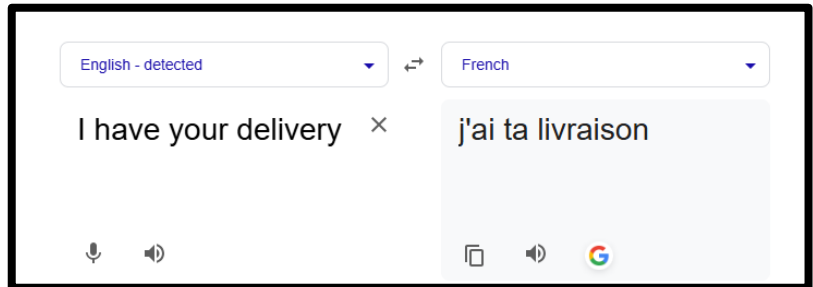 English - detected
French
I have your delivery
j'ai ta livraison